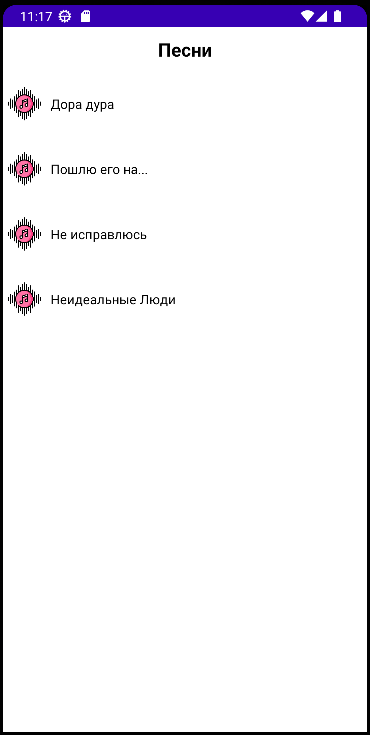 11:17
Песни
Дора дура
Пошлю его на...
Не исправлюсь
Неидеальные Люди